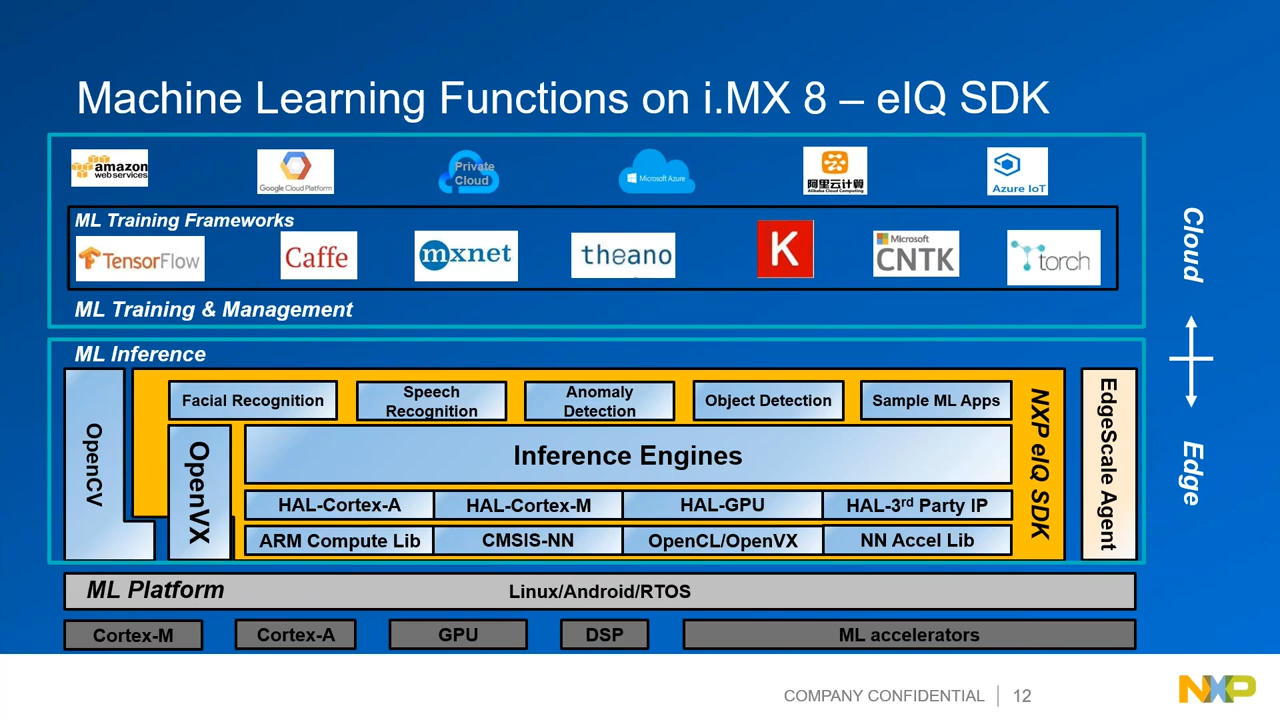 Machine Learning Functions on i.MX 8 – eIQ SDK
amazon
web services
Google Cloud Platform
Private
Cloud
Microsoft Azure
阿里云计算
Alibaba Cloud Computing
Azure IoT
ML Training Frameworks
TensorFlow
Caffe
mxnet
theano
K
Microsoft
CNTK
torch
ML Training & Management
Cloud
Edge
ML Inference
OpenCV
Facial Recognition
Speech
Recognition
Anomaly
Detection
Object Detection
Sample ML Apps
OpenVX
Inference Engines
HAL-Cortex-A
HAL-Cortex-M
HAL-GPU
HAL-3rd Party IP
ARM Compute Lib
CMSIS-NN
OpenCL/OpenVX
NN Accel Lib
NXP eIQ SDK
EdgeScale Agent
ML Platform
Linux/Android/RTOS
Cortex-M
Cortex-A
GPU
DSP
ML accelerators
COMPANY CONFIDENTIAL
12
NXP